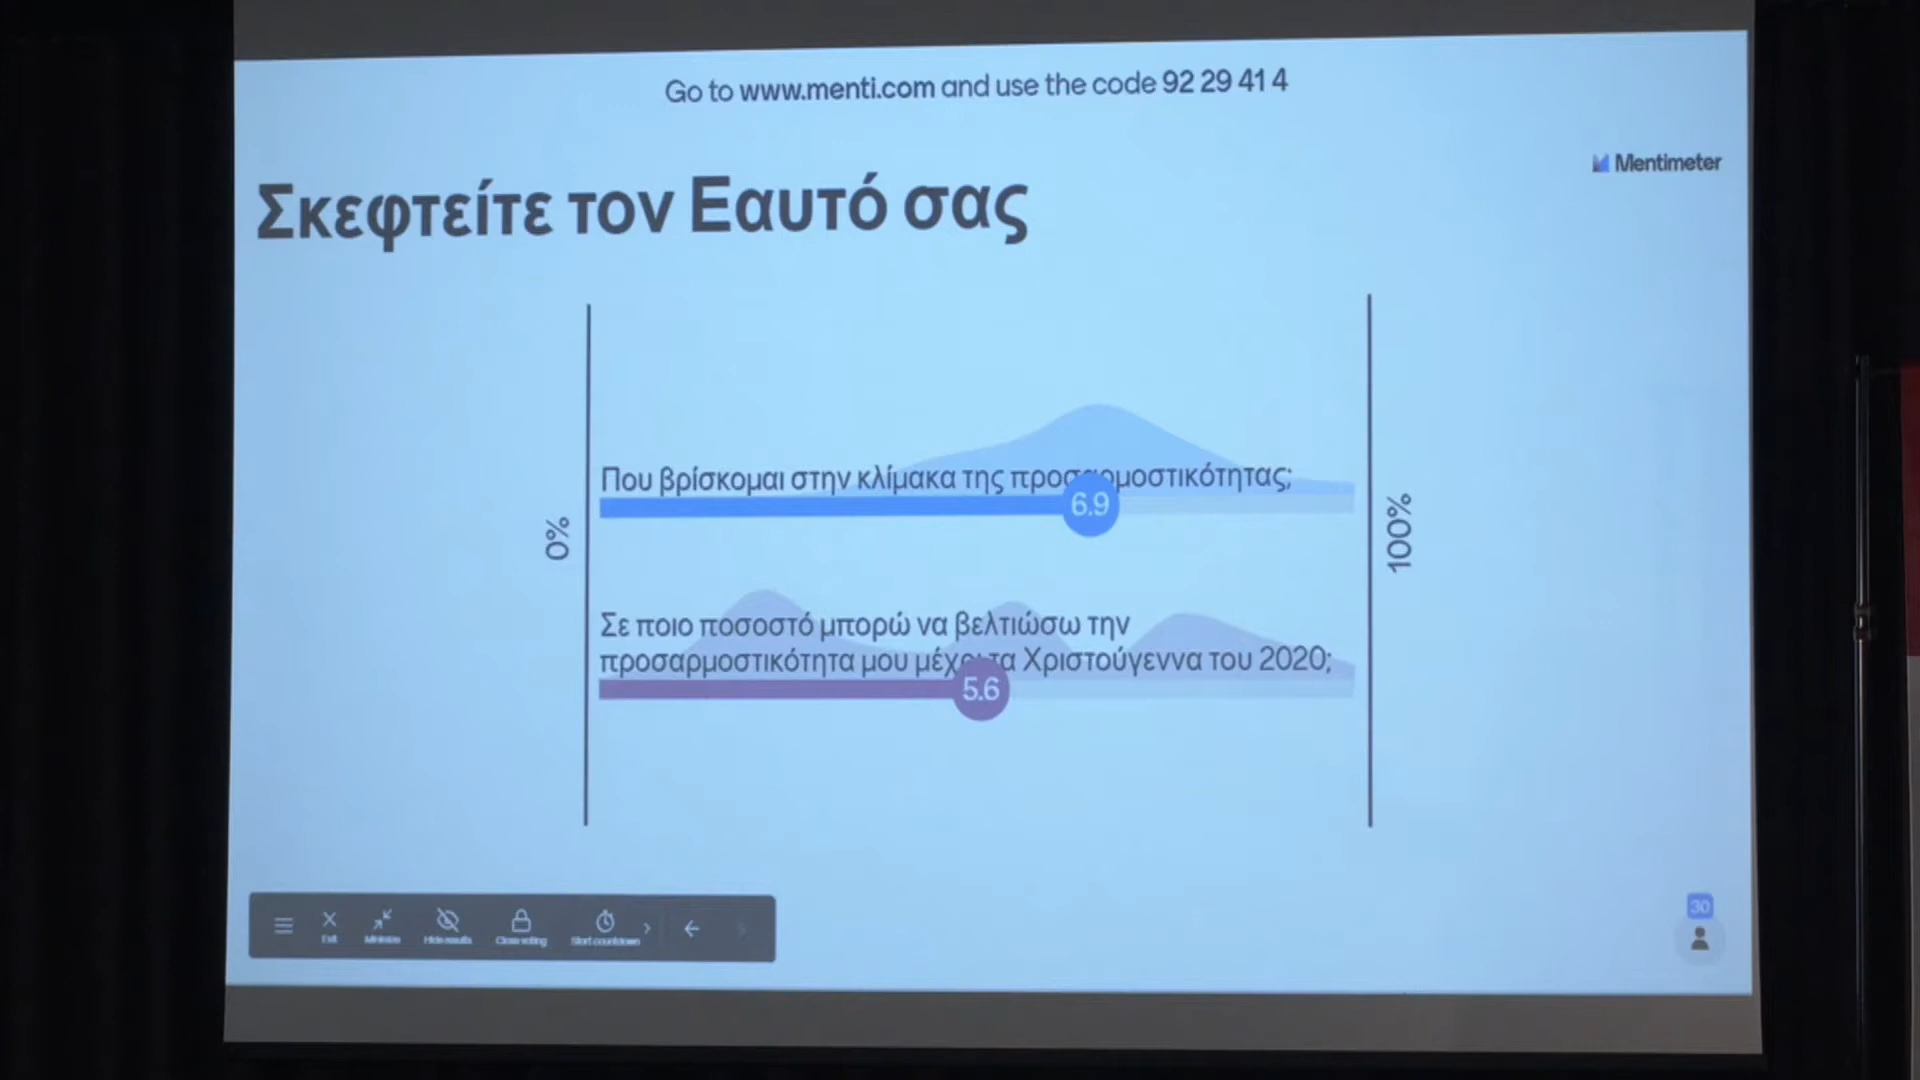 Go to www.menti.com and use the code 92 29 41 4
Mentimeter
Σκεφτείτε τον Εαυτό σας
Που βρίσκομαι στην κλίμακα της προσαρμοστικότητας;
6.9
0%
100%
Σε ποιο ποσοστό μπορώ να βελτιώσω την
προσαρμοστικότητα μου μέχρι τα Χριστούγεννα του 2020;
5.6
Exit
Minimize
Hide results
Close voting
Start countdown
30